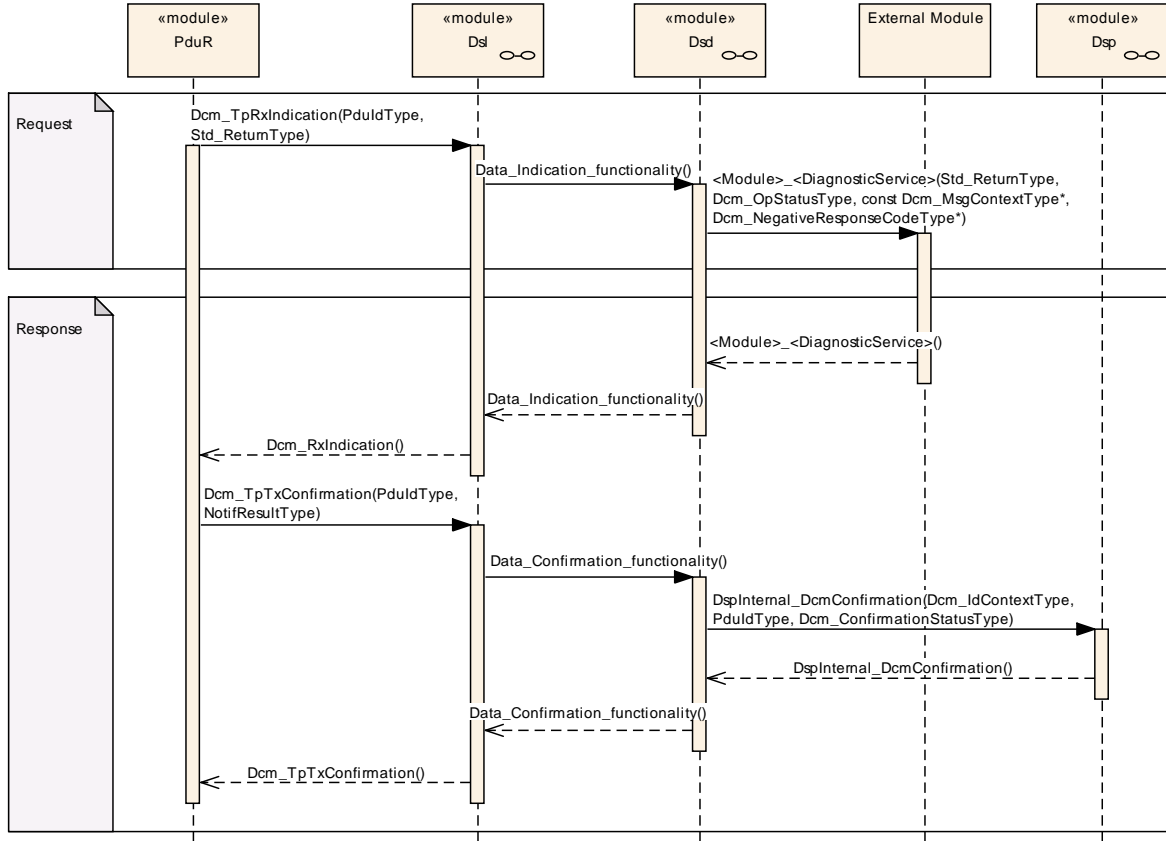 «module»
PduR
«module»
Dsl
«module»
Dsd
External Module
«module»
Dsp
Request
Dcm_TpRxIndication(PduIdType,
Std_ReturnType)
Data_Indication_functionality()
<Module>_<DiagnosticService>(Std_ReturnType,
Dcm_OpStatusType, const Dcm_MsgContextType*,
Dcm_NegativeResponseCodeType*)
Response
<Module>_<DiagnosticService>()
Data_Indication_functionality()
Dcm_RxIndication()
Dcm_TpTxConfirmation(PduIdType,
NotifResultType)
Data_Confirmation_functionality()
DspInternal_DcmConfirmation(Dcm_IdContextType,
PduIdType, Dcm_ConfirmationStatusType)
DspInternal_DcmConfirmation()
Data_Confirmation_functionality()
Dcm_TpTxConfirmation()